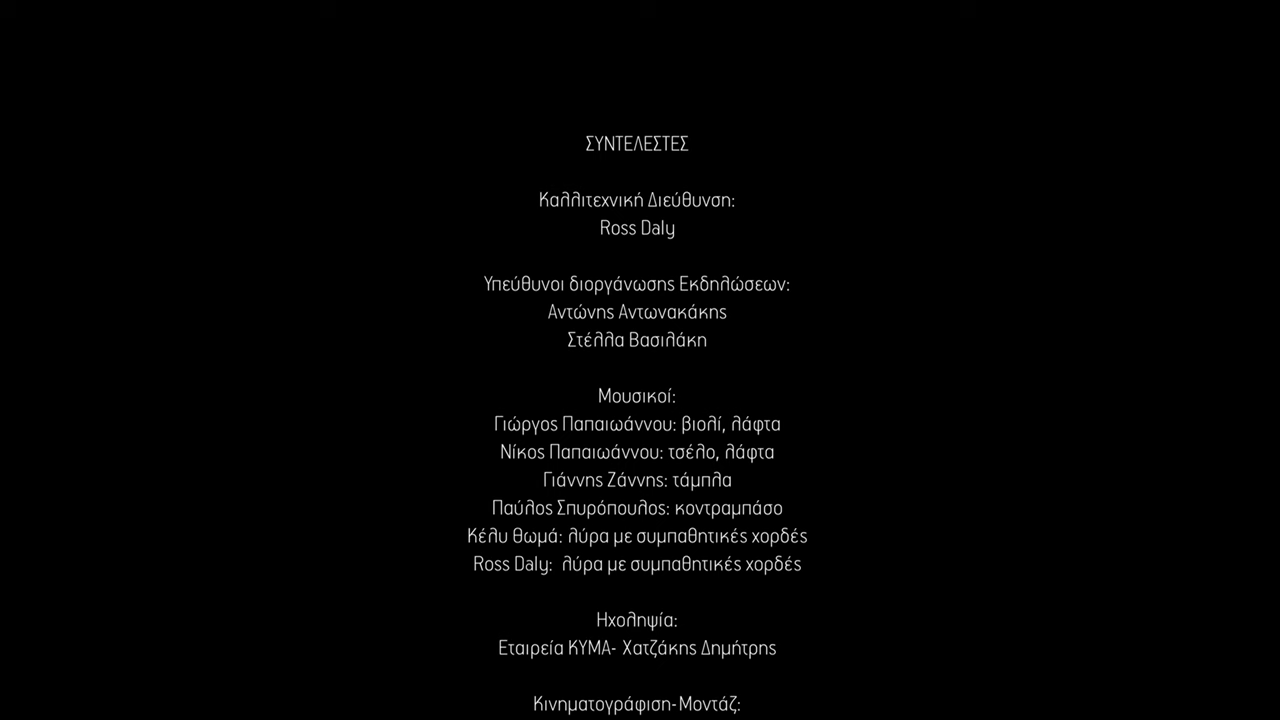 ΣΥΝΤΕΛΕΣΤΕΣ
Καλλιτεχνική Διεύθυνση:
Ross Daly
Υπεύθυνοι διοργάνωσης Εκδηλώσεων:
Αντώνης Αντωνακάκης
Στέλλα Βασιλάκη
Μουσικοί:
Γιώργος Παπαιωάννου: βιολί, λάφτα
Νίκος Παπαιωάννου: τσέλο, λάφτα
Γιάννης Ζάννης: τάμπλα
Παύλος Σπυρόπουλος: κοντραμπάσο
Κέλυ Θωμά: λύρα με συμπαθητικές χορδές
Ross Daly:  λύρα με συμπαθητικές χορδές
Ηχοληψία:
Εταιρεία ΚΥΜΑ- Χατζάκης Δημήτρης
Κινηματογράφιση-Μοντάζ: